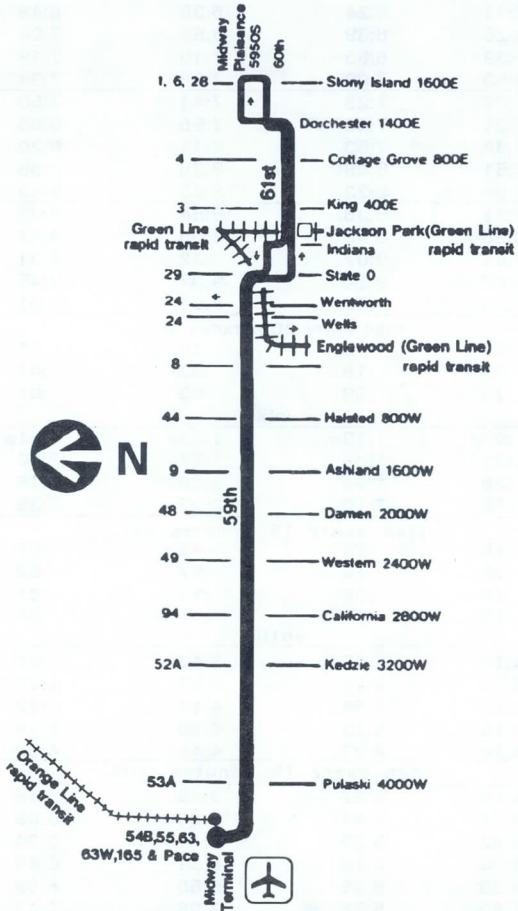 Midway
Plaisance
5950S
60th
1, 6, 28
Stony Island 1600E
Dorchester 1400E
4
61st
Cottage Grove 800E
3
King 400E
Green Line
rapid transit
Jackson Park(Green Line)
rapid transit
Indiana
29
State 0
24
Wentworth
24
Wells
Englewood (Green Line)
rapid transit
8
44
Halsted 800W
N
9
59th
Ashland 1600W
48
Damen 2000W
49
Western 2400W
94
California 2800W
52A
Kedzie 3200W
Orange Line
rapid transit
53A
Pulaski 4000W
54B,55,63,
63W,165 & Pace
Midway
Terminal